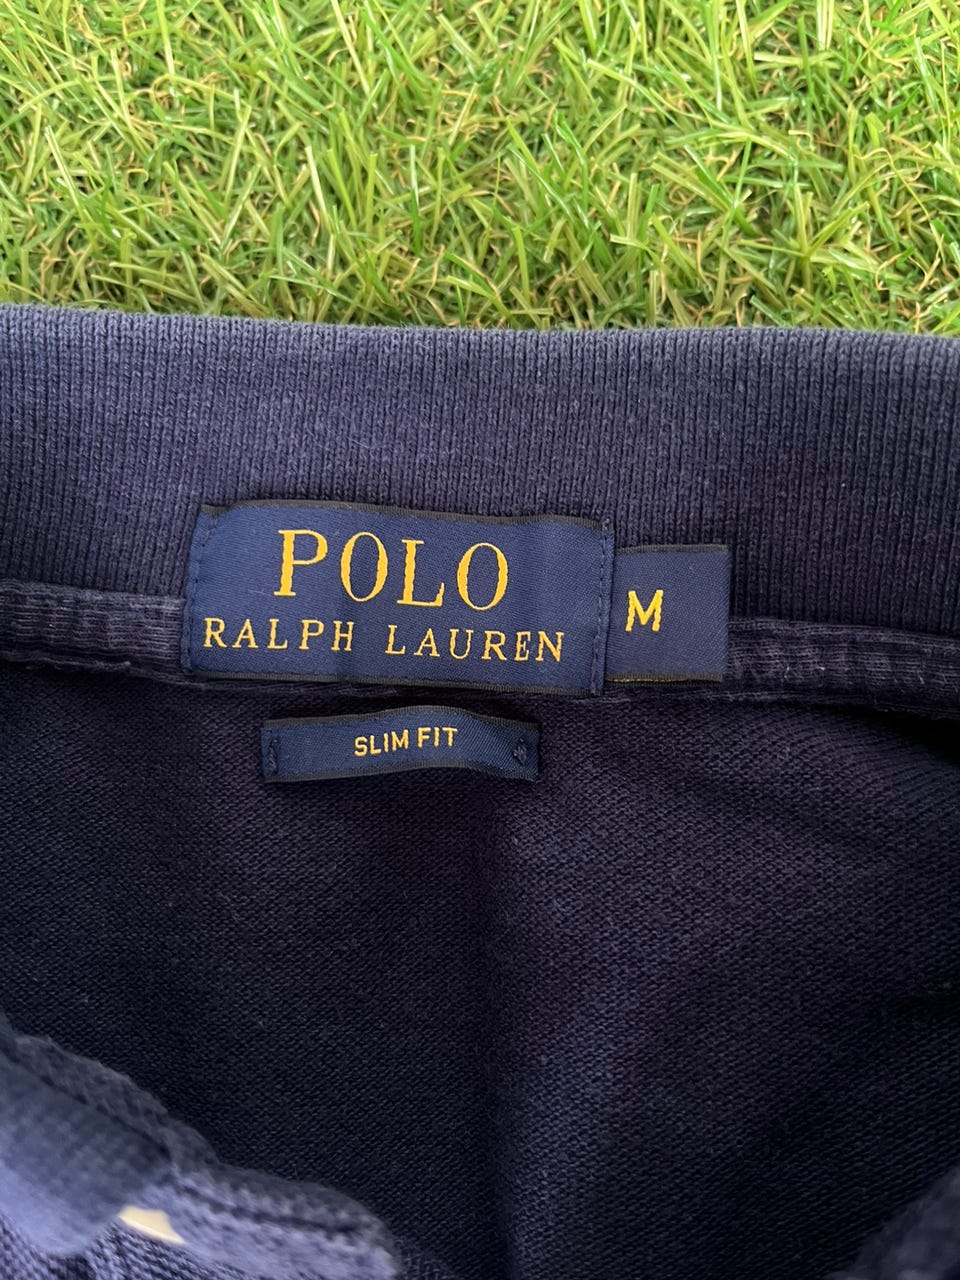 POLO
RALPH LAUREN
M
SLIM FIT